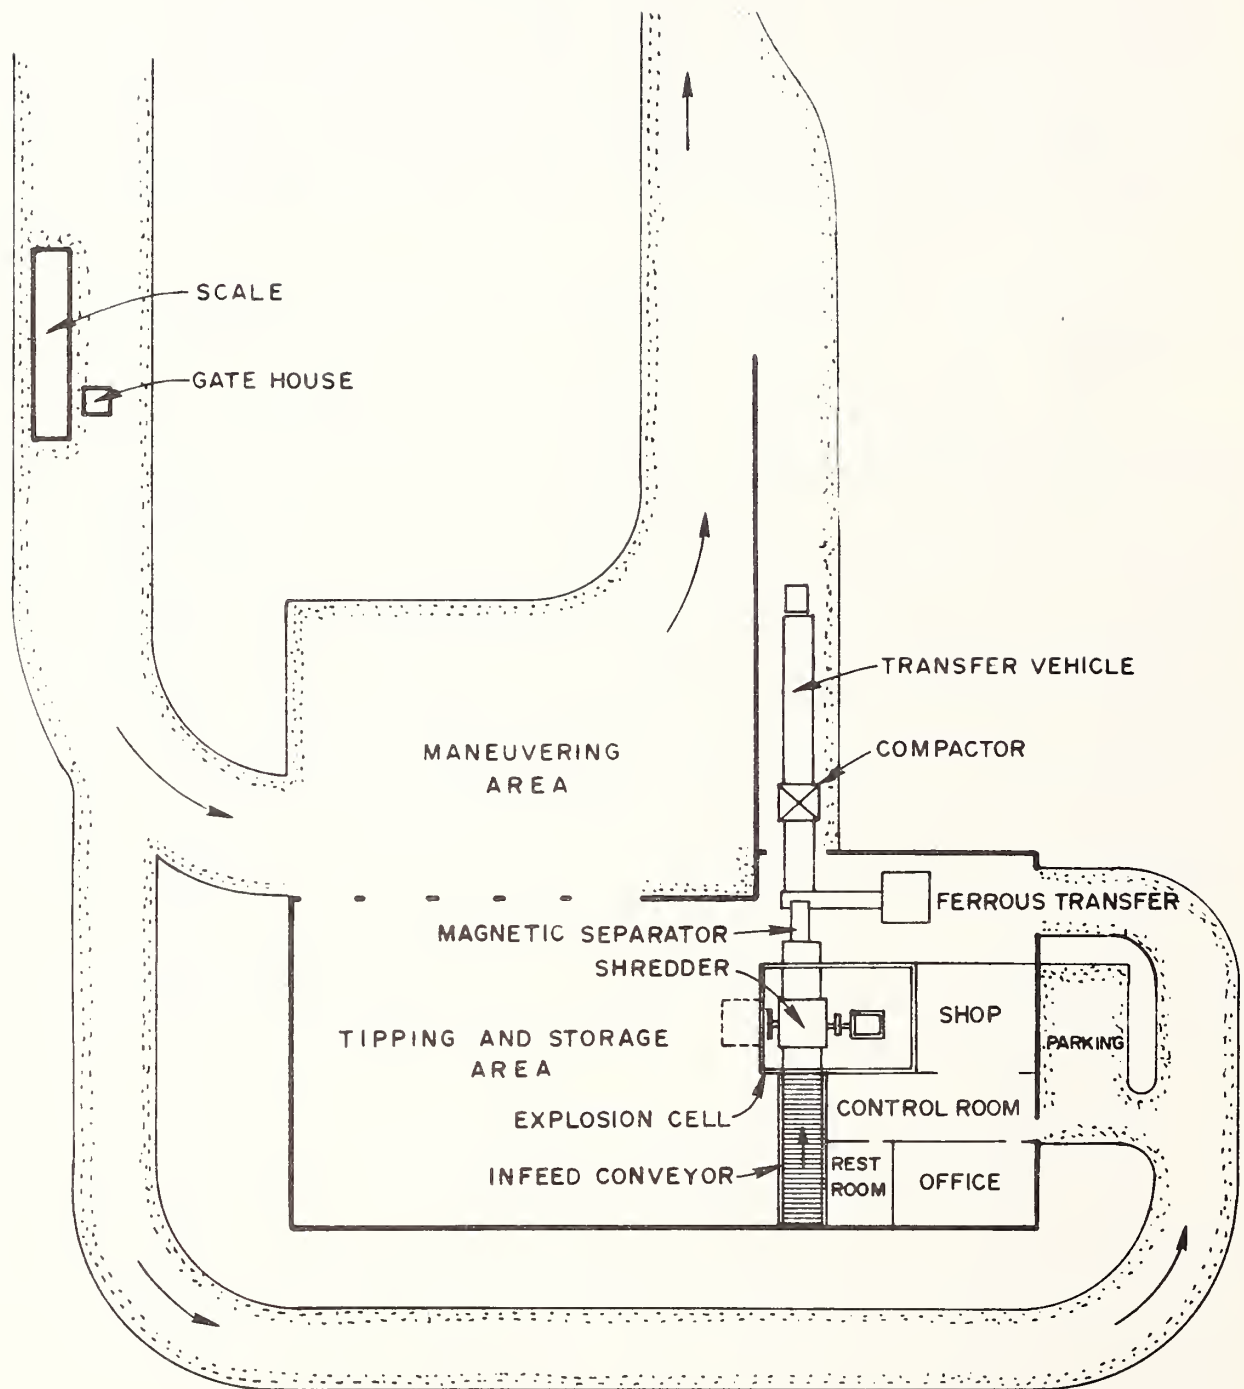 SCALE
GATE HOUSE
TRANSFER VEHICLE
MANEUVERING
AREA
COMPACTOR
FERROUS TRANSFER
MAGNETIC SEPARATOR
SHREDDER
SHOP
TIPPING AND STORAGE
AREA
PARKING
EXPLOSION CELL
CONTROL ROOM
INFEED CONVEYOR
REST
ROOM
OFFICE